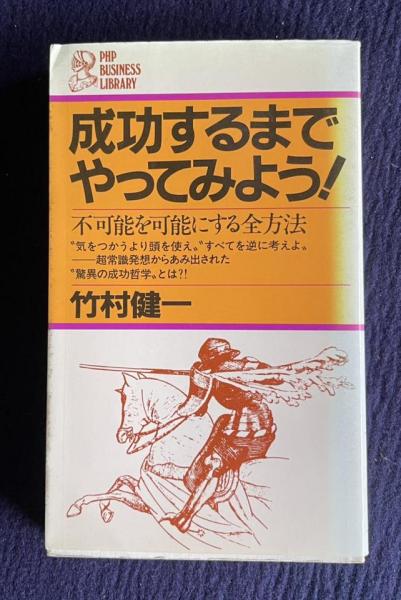 PHP
BUSINESS
LIBRARY
成功するまで
やってみよう!
不可能を可能にする全方法
〝気をつかうより頭を使え〟〝すべてを逆に考えよ〟
――超常識発想からあみ出された
〝驚異の成功哲学〟とは?!
竹村健一